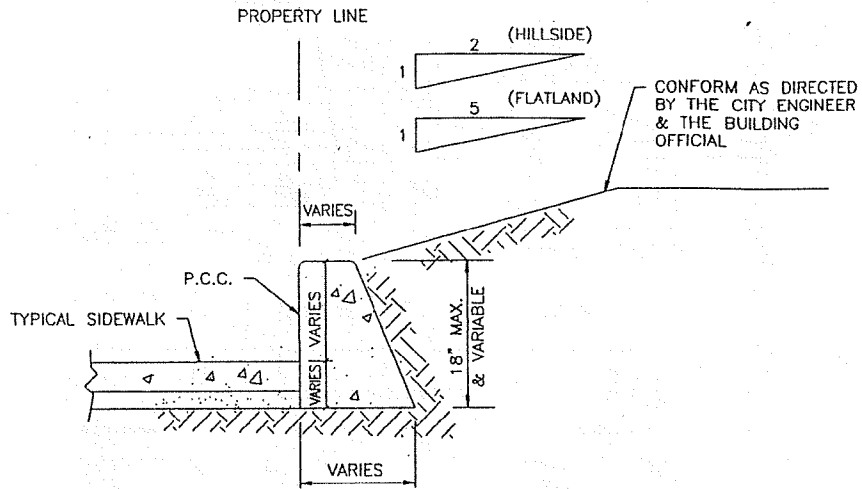 PROPERTY LINE
2 (HILLSIDE)
1
5 (FLATLAND)
1
CONFORM AS DIRECTED
BY THE CITY ENGINEER
& THE BUILDING
OFFICIAL
VARIES
P.C.C.
TYPICAL SIDEWALK
VARIES
VARIES
18" MAX.
& VARIABLE
VARIES